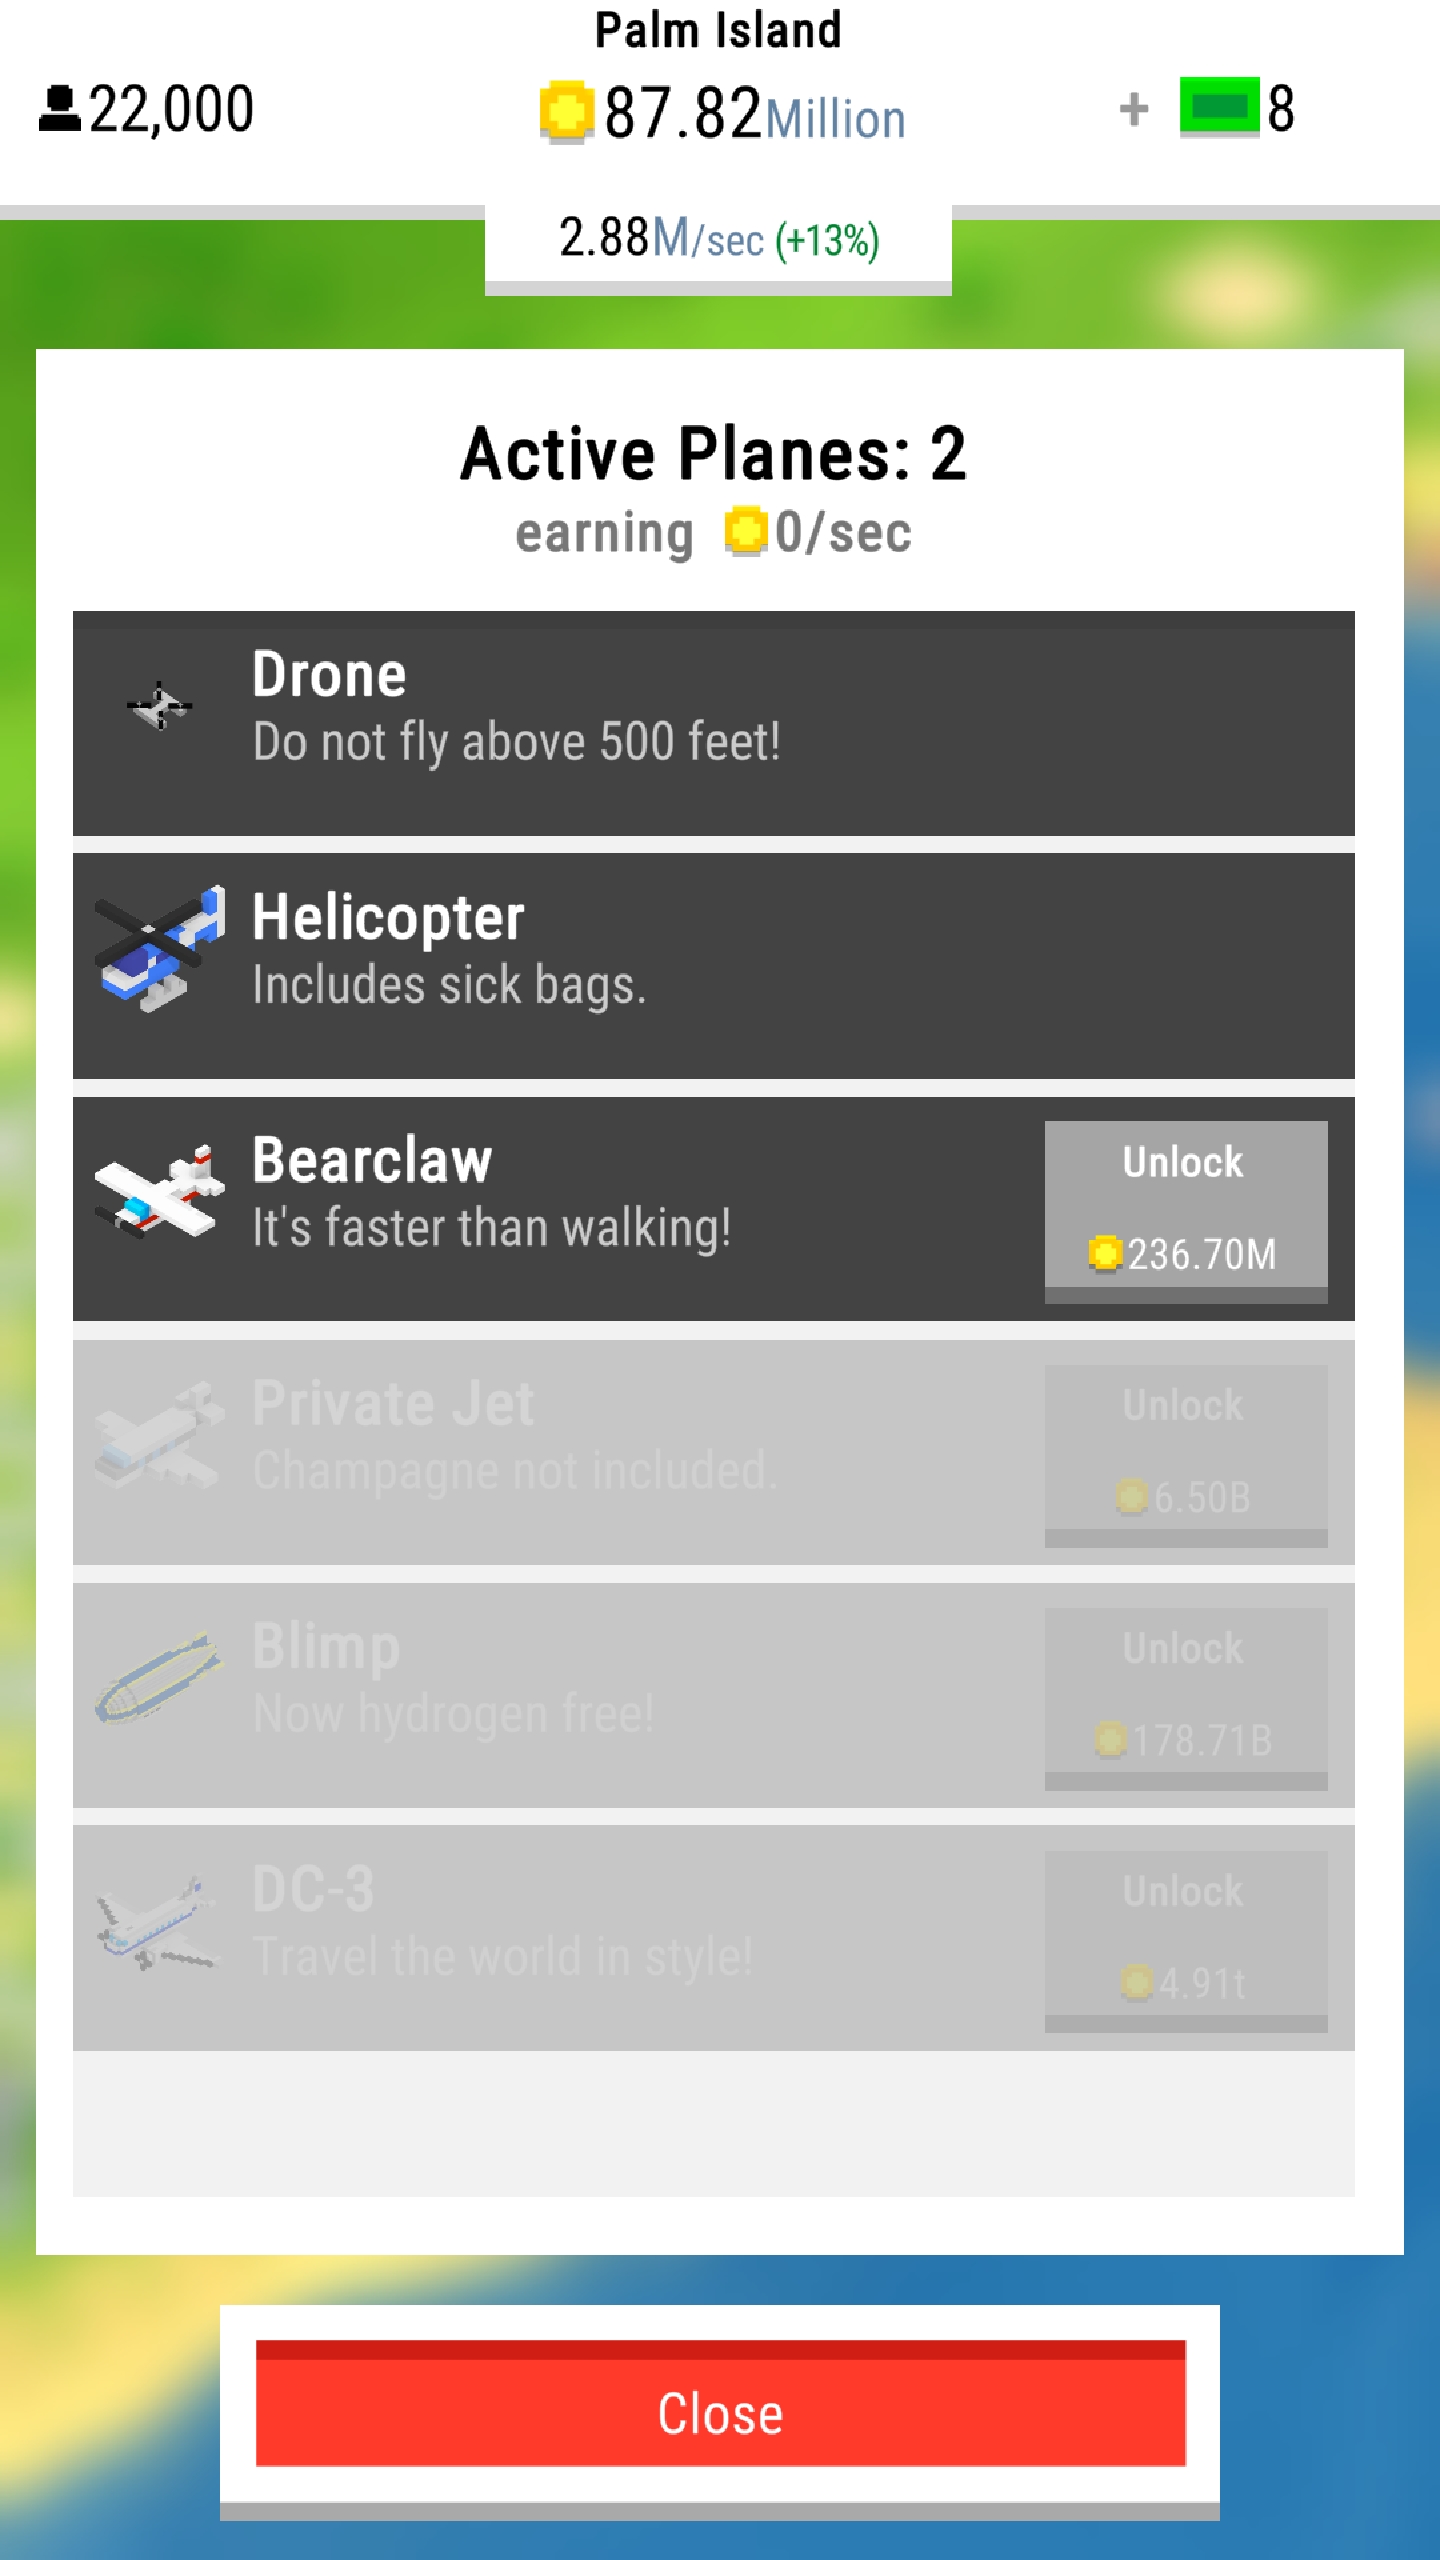 Palm Island
22,000
87.82Million
+ 8
2.88M/sec (+13%)
Active Planes: 2
earning 0/sec
Drone
Do not fly above 500 feet!
Helicopter
Includes sick bags.
Bearclaw
It's faster than walking!
Unlock
236.70M
Private Jet
Champagne not included.
Unlock
6.50B
Blimp
Now hydrogen free!
Unlock
178.71B
DC-3
Travel the world in style!
Unlock
4.91t
Close